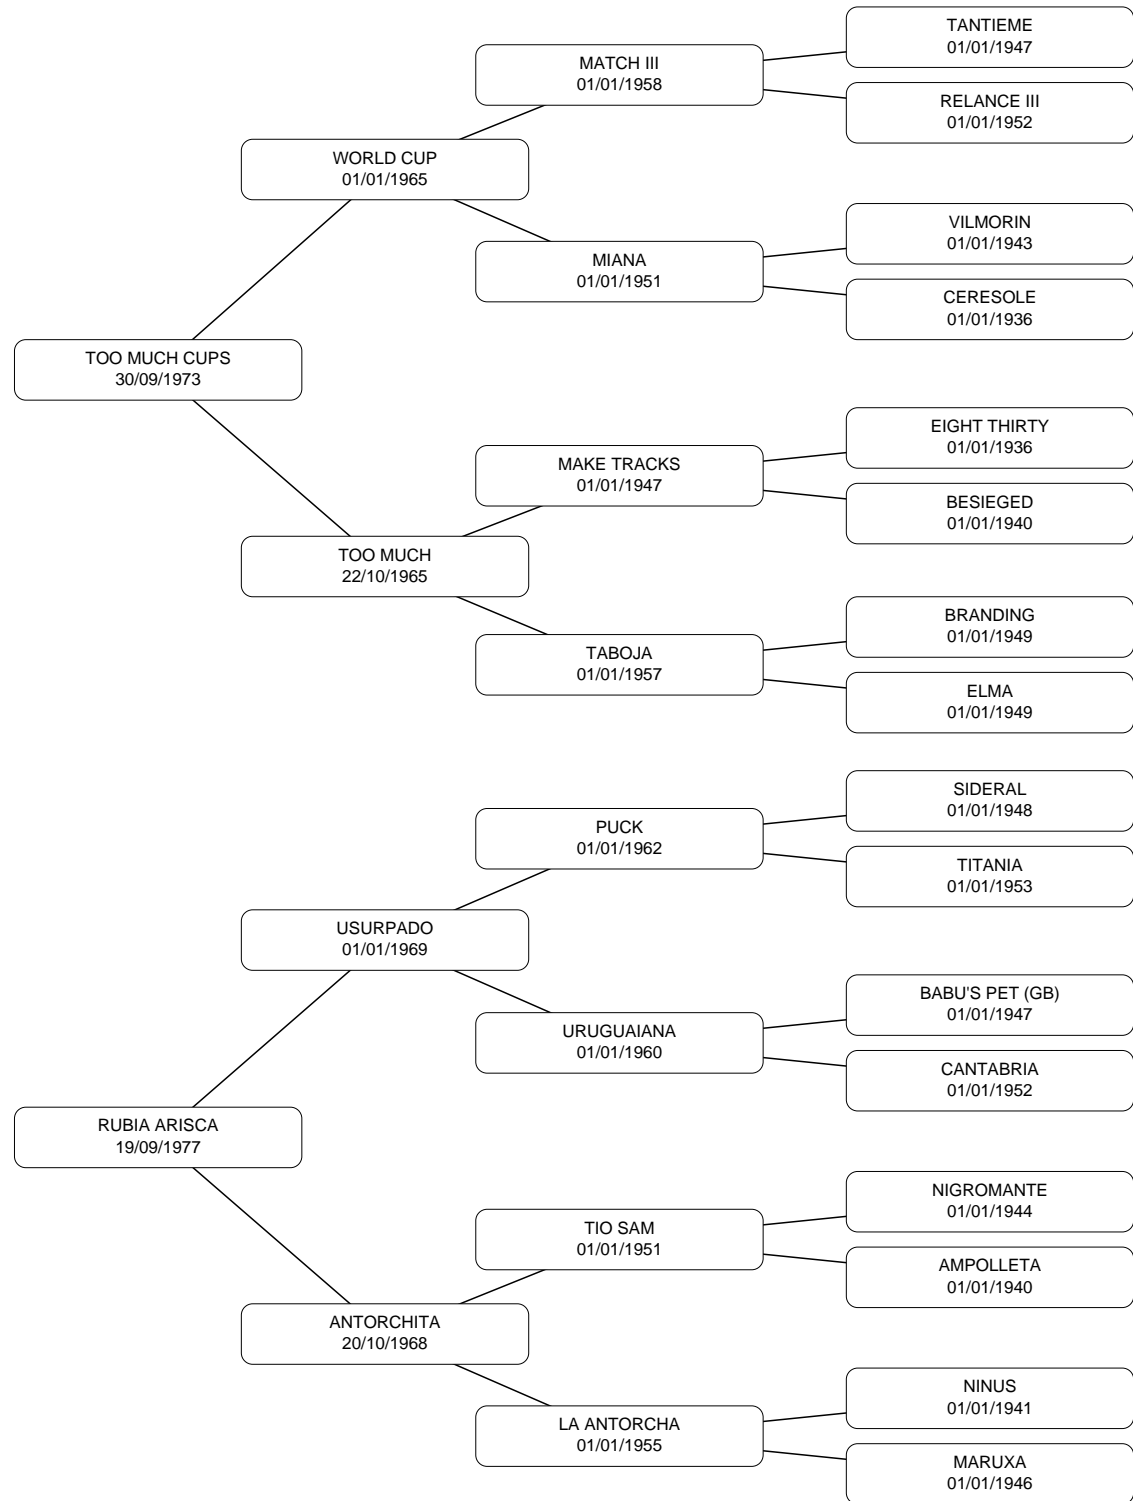 TANTIEME
01/01/1947
MATCH III
01/01/1958
RELANCE III
01/01/1952
WORLD CUP
01/01/1965
VILMORIN
01/01/1943
MIANA
01/01/1951
CERESOLE
01/01/1936
TOO MUCH CUPS
30/09/1973
EIGHT THIRTY
01/01/1936
MAKE TRACKS
01/01/1947
BESIEGED
01/01/1940
TOO MUCH
22/10/1965
BRANDING
01/01/1949
TABOJA
01/01/1957
ELMA
01/01/1949
SIDERAL
01/01/1948
PUCK
01/01/1962
TITANIA
01/01/1953
USURPADO
01/01/1969
BABU'S PET (GB)
01/01/1947
URUGUAIANA
01/01/1960
CANTABRIA
01/01/1952
RUBIA ARISCA
19/09/1977
NIGROMANTE
01/01/1944
TIO SAM
01/01/1951
AMPOLLETA
01/01/1940
ANTORCHITA
20/10/1968
NINUS
01/01/1941
LA ANTORCHA
01/01/1955
MARUXA
01/01/1946